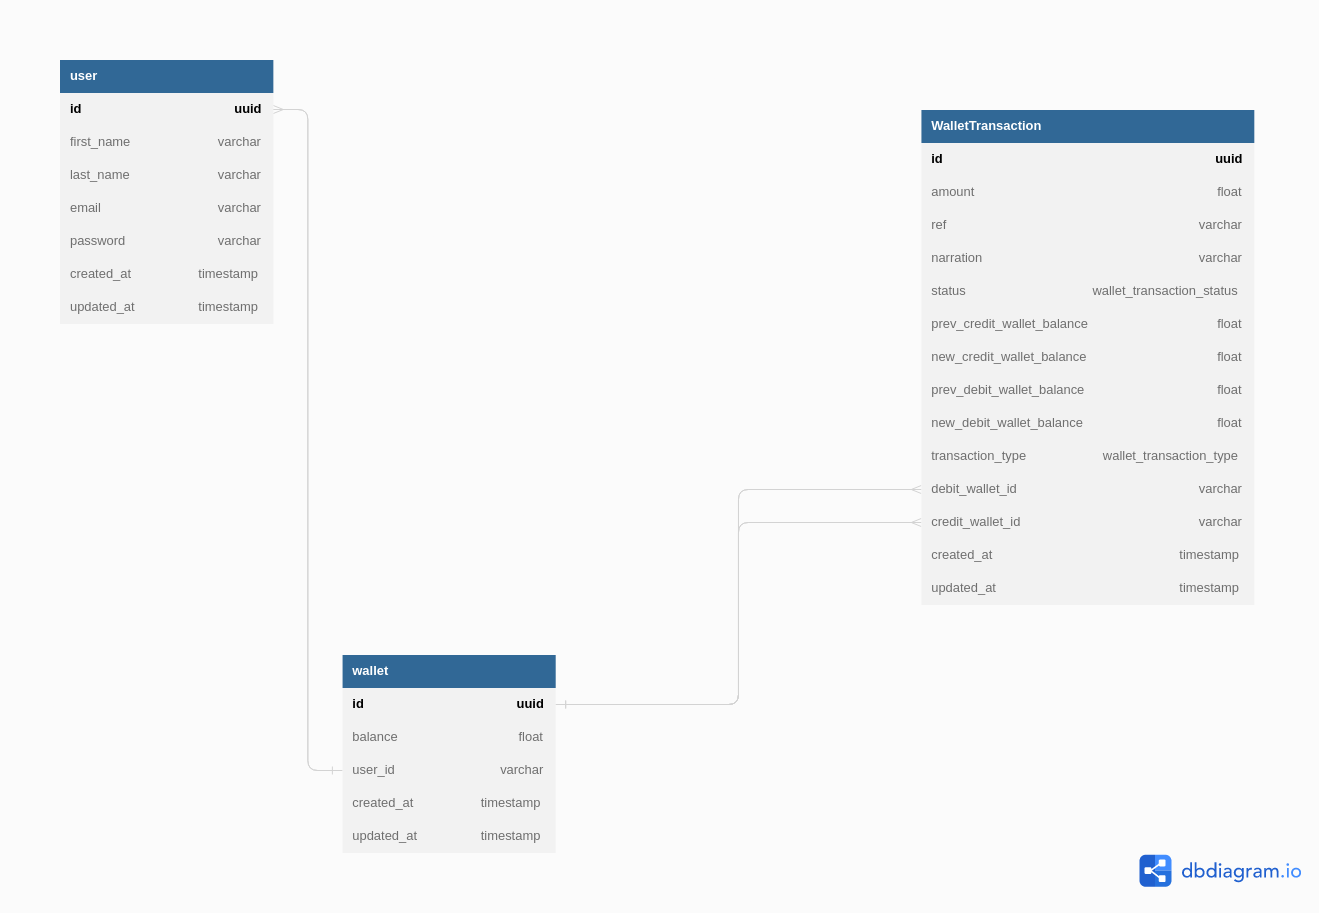 user
id uuid
first_name varchar
last_name varchar
email varchar
password varchar
created_at timestamp
updated_at timestamp
WalletTransaction
id uuid
amount float
ref varchar
narration varchar
status wallet_transaction_status
prev_credit_wallet_balance float
new_credit_wallet_balance float
prev_debit_wallet_balance float
new_debit_wallet_balance float
transaction_type wallet_transaction_type
debit_wallet_id varchar
credit_wallet_id varchar
created_at timestamp
updated_at timestamp
wallet
id uuid
balance float
user_id varchar
created_at timestamp
updated_at timestamp
dbdiagram.io